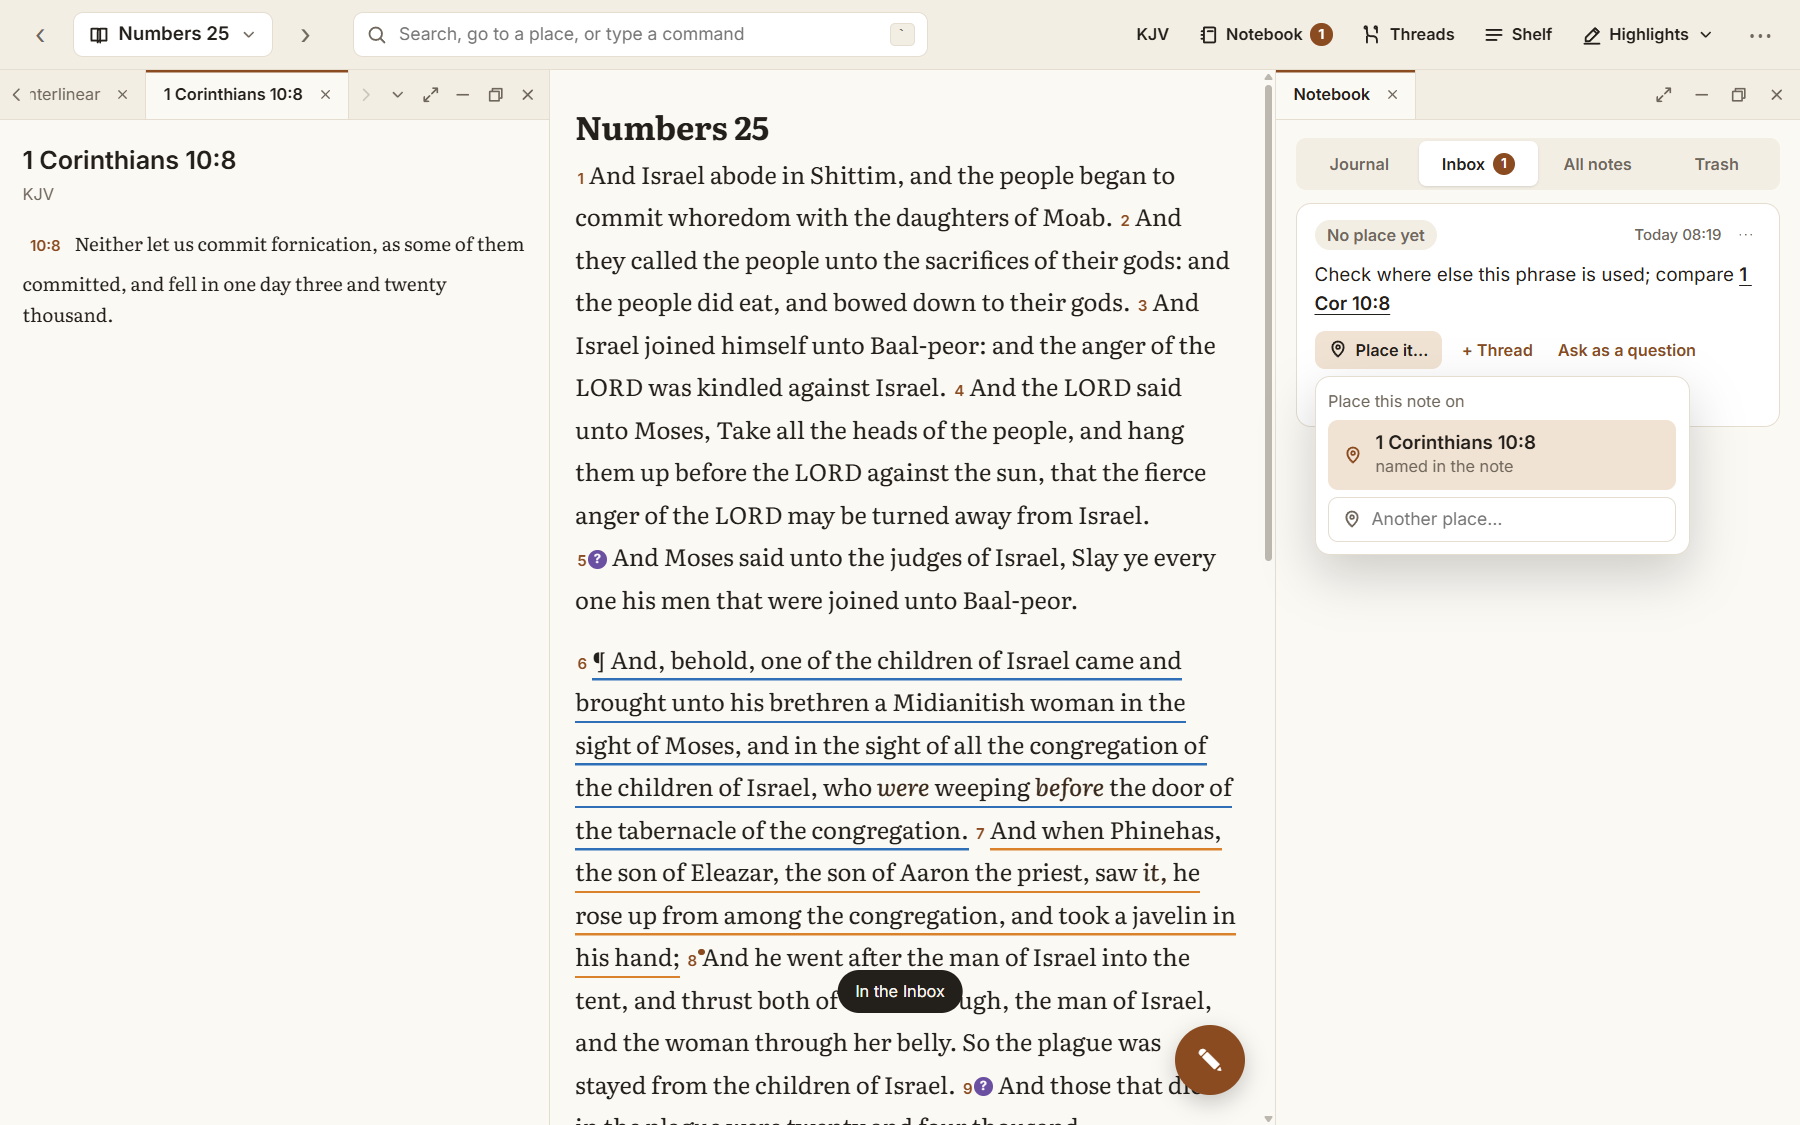 Numbers 25
Search, go to a place, or type a command
`
KJV
Notebook 1
Threads
Shelf
Highlights
nterlinear
1 Corinthians 10:8
1 Corinthians 10:8
KJV
10:8 Neither let us commit fornication, as some of them
committed, and fell in one day three and twenty
thousand.
Numbers 25
1 And Israel abode in Shittim, and the people began to
commit whoredom with the daughters of Moab. 2 And
they called the people unto the sacrifices of their gods: and
the people did eat, and bowed down to their gods. 3 And
Israel joined himself unto Baal-peor: and the anger of the
LORD was kindled against Israel. 4 And the LORD said
unto Moses, Take all the heads of the people, and hang
them up before the LORD against the sun, that the fierce
anger of the LORD may be turned away from Israel.
5 ? And Moses said unto the judges of Israel, Slay ye every
one his men that were joined unto Baal-peor.
6 ¶ And, behold, one of the children of Israel came and
brought unto his brethren a Midianitish woman in the
sight of Moses, and in the sight of all the congregation of
the children of Israel, who were weeping before the door of
the tabernacle of the congregation. 7 And when Phinehas,
the son of Eleazar, the son of Aaron the priest, saw it, he
rose up from among the congregation, and took a javelin in
his hand; 8 And he went after the man of Israel into the
tent, and thrust both of ugh, the man of Israel,
In the Inbox
and the woman through her belly. So the plague was
stayed from the children of Israel. 9 ? And those that
in the plague were twenty and four thousand.
Notebook
Journal
Inbox 1
All notes
Trash
No place yet
Today 08:19
Check where else this phrase is used; compare 1
Cor 10:8
Place it...
+ Thread
Ask as a question
Place this note on
1 Corinthians 10:8
named in the note
Another place...